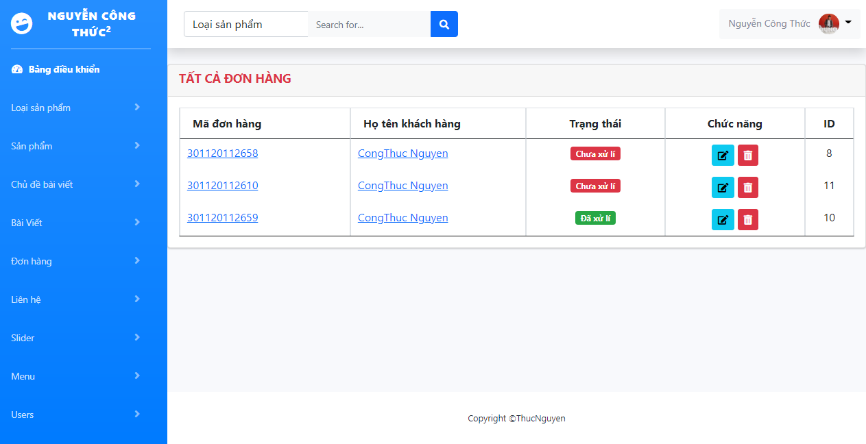 NGUYỄN CÔNG
THỨC2
Bảng điều khiển
Loại sản phẩm
Sản phẩm
Chủ đề bài viết
Bài Viết
Đơn hàng
Liên hệ
Slider
Menu
Users
Loại sản phẩm Search for... Nguyễn Công Thức
TẤT CẢ ĐƠN HÀNG
Mã đơn hàng Họ tên khách hàng Trạng thái Chức năng ID
301120112658 CongThuc Nguyen Chưa xử lí 8
301120112610 CongThuc Nguyen Chưa xử lí 11
301120112659 CongThuc Nguyen Đã xử lí 10
Copyright ©ThucNguyen